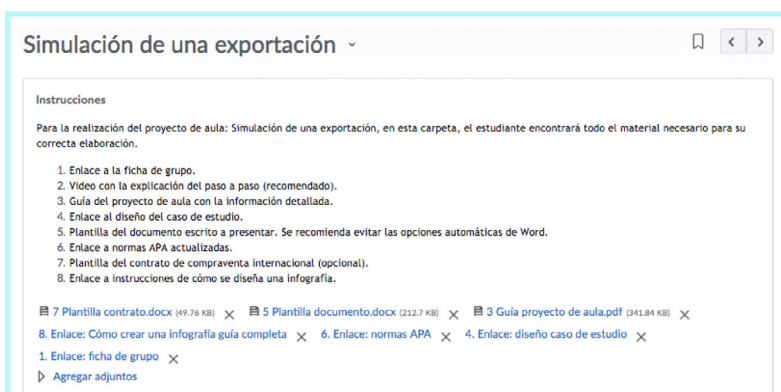 Simulación de una exportación
Instrucciones
Para la realización del proyecto de aula: Simulación de una exportación, en esta carpeta, el estudiante encontrará todo el material necesario para su
correcta elaboración.
1. Enlace a la ficha de grupo.
2. Video con la explicación del paso a paso (recomendado).
3. Guía del proyecto de aula con la información detallada.
4. Enlace al diseño del caso de estudio.
5. Plantilla del documento escrito a presentar. Se recomienda evitar las opciones automáticas de Word.
6. Enlace a normas APA actualizadas.
7. Plantilla del contrato de compraventa internacional (opcional).
8. Enlace a instrucciones de cómo se diseña una infografía.
7 Plantilla contrato.docx (49.76 KB) 5 Plantilla documento.docx (212.7 KB) 3 Guía proyecto de aula.pdf (341.84 KB)
8. Enlace: Cómo crear una infografía guía completa 6. Enlace: normas APA 4. Enlace: diseño caso de estudio
1. Enlace: ficha de grupo
Agregar adjuntos